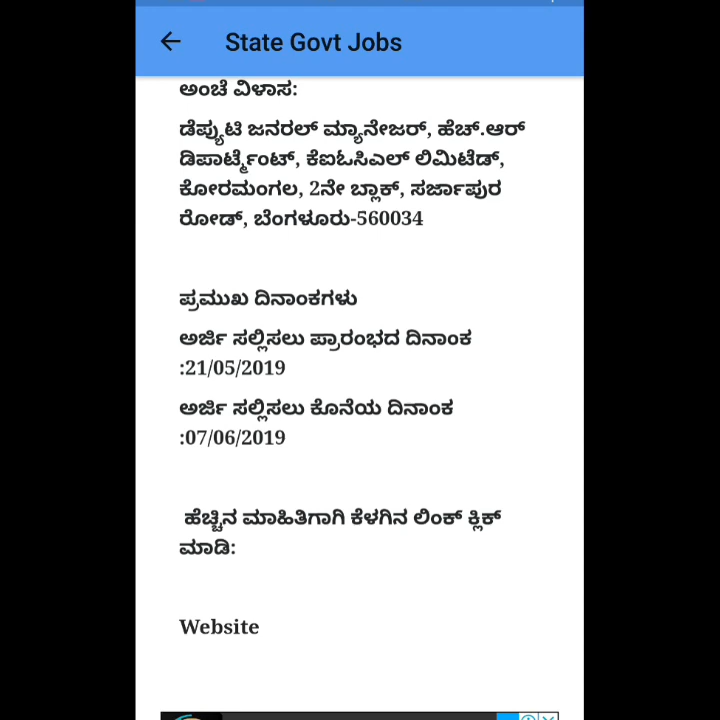 State Govt Jobs
ಅಂಚೆ ವಿಳಾಸ:
ಡೆಪ್ಯುಟಿ ಜನರಲ್ ಮ್ಯಾನೇಜರ್, ಹೆಚ್.ಆರ್
ಡಿಪಾರ್ಟ್ಮೆಂಟ್, ಕೆಐಓಸಿಎಲ್ ಲಿಮಿಟೆಡ್,
ಕೋರಮಂಗಲ, 2ನೇ ಬ್ಲಾಕ್, ಸರ್ಜಾಪುರ
ರೋಡ್, ಬೆಂಗಳೂರು-560034
ಪ್ರಮುಖ ದಿನಾಂಕಗಳು
ಅರ್ಜಿ ಸಲ್ಲಿಸಲು ಪ್ರಾರಂಭದ ದಿನಾಂಕ
:21/05/2019
ಅರ್ಜಿ ಸಲ್ಲಿಸಲು ಕೊನೆಯ ದಿನಾಂಕ
:07/06/2019
ಹೆಚ್ಚಿನ ಮಾಹಿತಿಗಾಗಿ ಕೆಳಗಿನ ಲಿಂಕ್ ಕ್ಲಿಕ್
ಮಾಡಿ:
Website